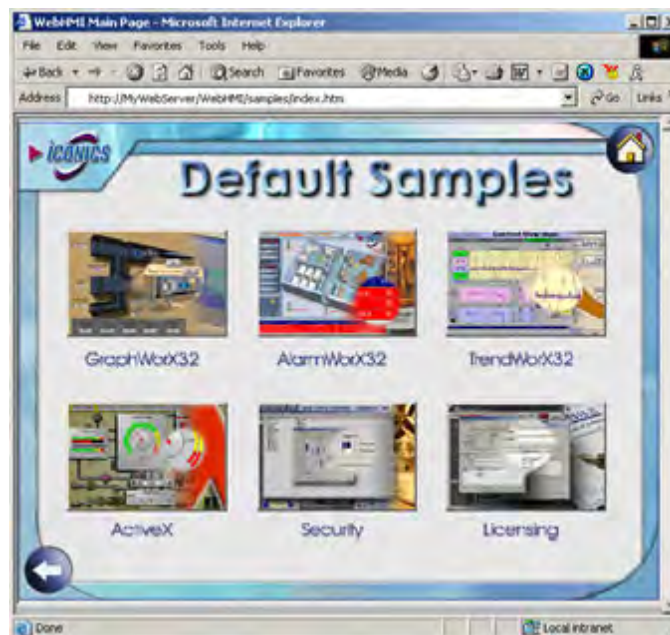 WebHMI Main Page - Microsoft Internet Explorer
File Edit View Favorites Tools Help
Back Search Favorites Media
Address http://MyWebServer/WebHMI/samples/index.htm Go Links
ICONICS
Default Samples
GraphWorX32 AlarmWorX32 TrendWorX32
ActiveX Security Licensing
Done Local intranet